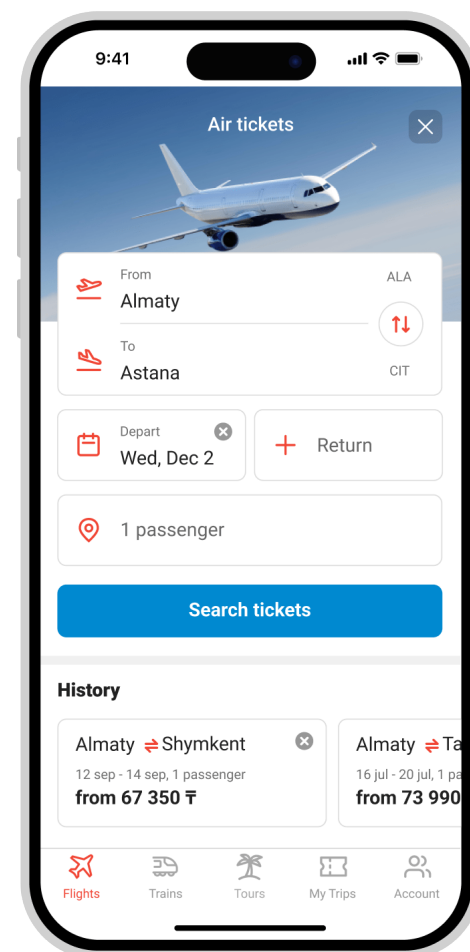 9:41
Air tickets
From
ALA
Almaty
To
Astana
CIT
Depart
Wed, Dec 2
Return
1 passenger
Search tickets
History
Almaty ⇌ Shymkent
12 sep - 14 sep, 1 passenger
from 67 350 ₸
Almaty ⇌ Ta
16 jul - 20 jul, 1 pa
from 73 990
Flights
Trains
Tours
My Trips
Account